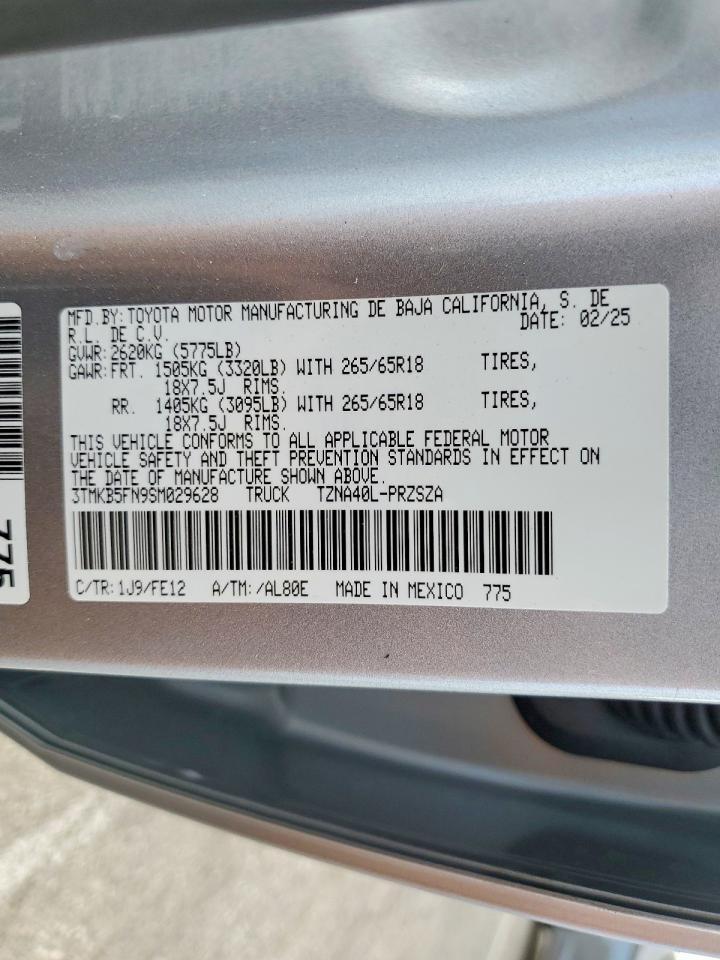 MFD.BY:TOYOTA MOTOR MANUFACTURING DE BAJA CALIFORNIA, S. DE
R.L. DE C.V. DATE: 02/25
GVWR:2620KG (5775LB)
GAWR:FRT. 1505KG (3320LB) WITH 265/65R18 TIRES,
18X7.5J RIMS.
RR. 1405KG (3095LB) WITH 265/65R18 TIRES,
18X7.5J RIMS.
THIS VEHICLE CONFORMS TO ALL APPLICABLE FEDERAL MOTOR
VEHICLE SAFETY AND THEFT PREVENTION STANDARDS IN EFFECT ON
THE DATE OF MANUFACTURE SHOWN ABOVE.
3TMKB5FN9SM029628 TRUCK TZNA40L-PRZSZA
C/TR:1J9/FE12 A/TM:/AL80E MADE IN MEXICO 775
775